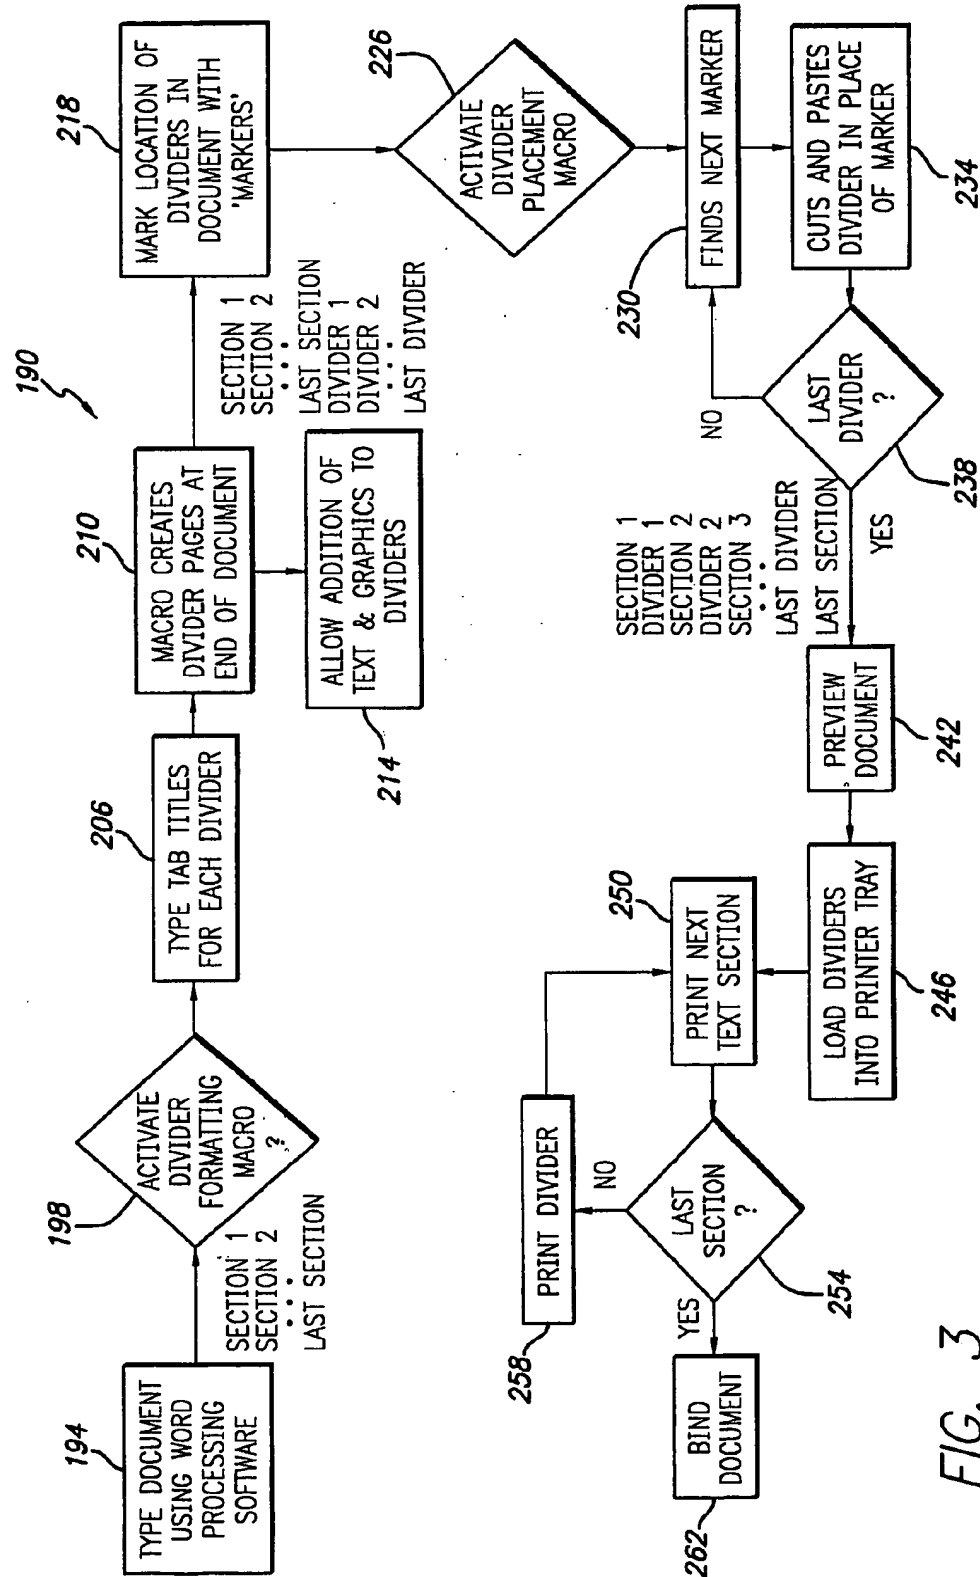 190
194
TYPE DOCUMENT
USING WORD
PROCESSING
SOFTWARE
SECTION 1
SECTION 2
...
LAST SECTION
198
ACTIVATE
DIVIDER
FORMATTING
MACRO
?
206
TYPE TAB TITLES
FOR EACH DIVIDER
210
MACRO CREATES
DIVIDER PAGES AT
END OF DOCUMENT
214
ALLOW ADDITION OF
TEXT & GRAPHICS TO
DIVIDERS
SECTION 1
SECTION 2
...
LAST SECTION
DIVIDER 1
DIVIDER 2
...
LAST DIVIDER
218
MARK LOCATION OF
DIVIDERS IN
DOCUMENT WITH
'MARKERS'
226
ACTIVATE
DIVIDER
PLACEMENT
MACRO
230
FINDS NEXT MARKER
CUTS AND PASTES
DIVIDER IN PLACE
OF MARKER
234
NO
LAST
DIVIDER
?
238
YES
SECTION 1
DIVIDER 1
SECTION 2
DIVIDER 2
SECTION 3
...
LAST DIVIDER
LAST SECTION
PREVIEW
DOCUMENT
242
LOAD DIVIDERS
INTO PRINTER TRAY
246
250
PRINT NEXT
TEXT SECTION
LAST
SECTION
?
254
NO
PRINT DIVIDER
258
YES
BIND
DOCUMENT
262
FIG. 3